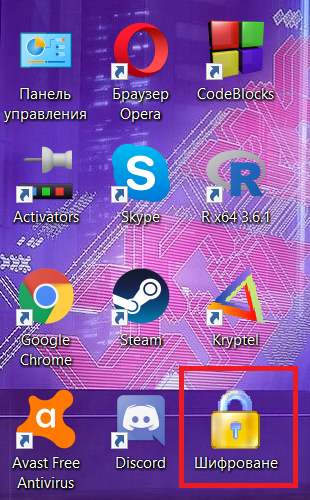 Панель управления
Браузер Opera
CodeBlocks
Activators
Skype
R x64 3.6.1
Google Chrome
Steam
Kryptel
Avast Free Antivirus
Discord
Шифроване